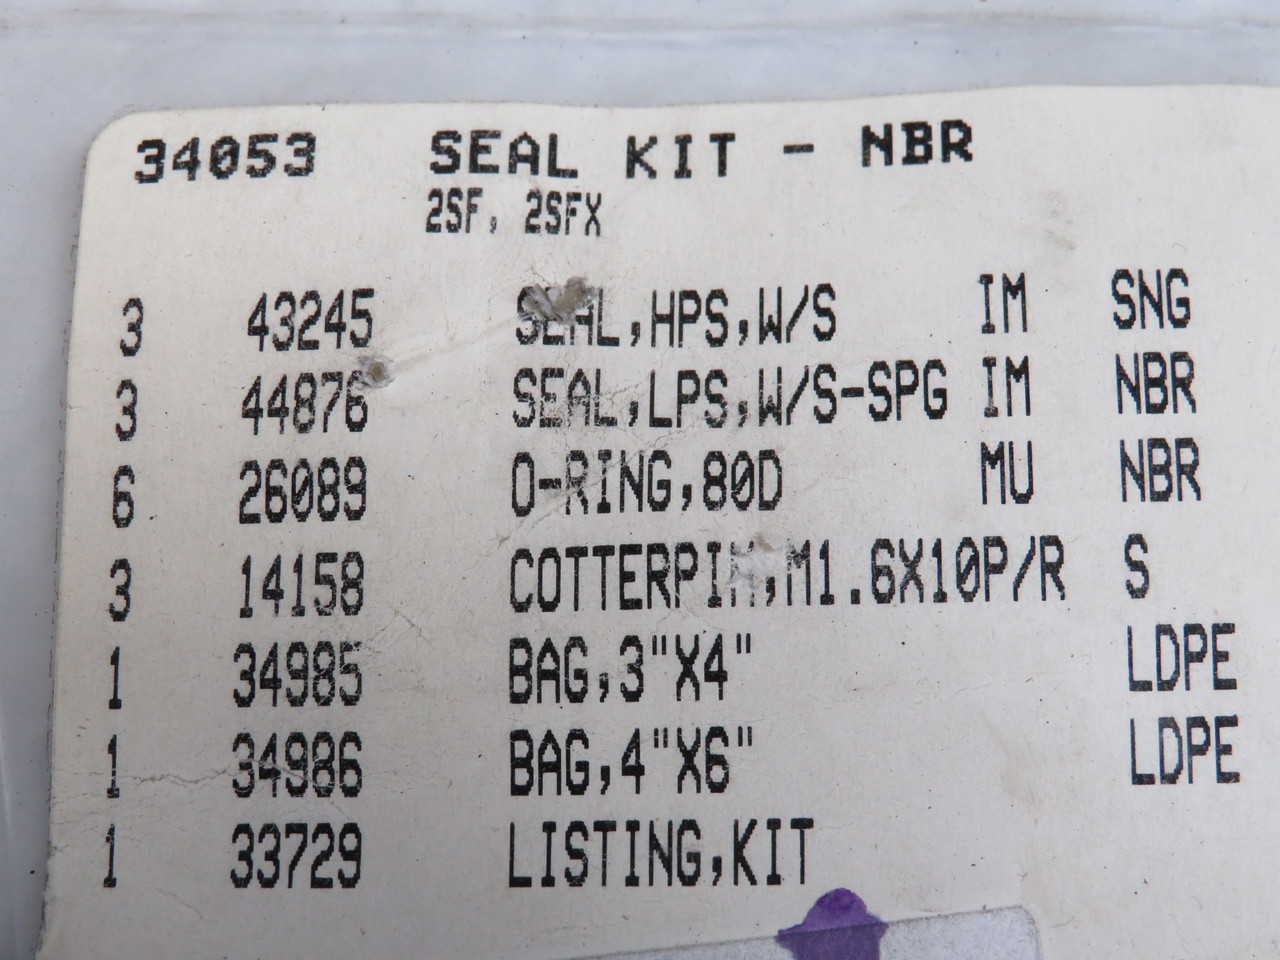 34053 SEAL KIT - NBR
2SF, 2SFX
3 43245 SEAL,HPS,W/S IM SNG
3 44876 SEAL,LPS,W/S-SPG IM NBR
6 26089 O-RING,80D MU NBR
3 14158 COTTERPIN,M1.6X10P/R S
1 34985 BAG,3"X4" LDPE
1 34986 BAG,4"X6" LDPE
1 33729 LISTING,KIT